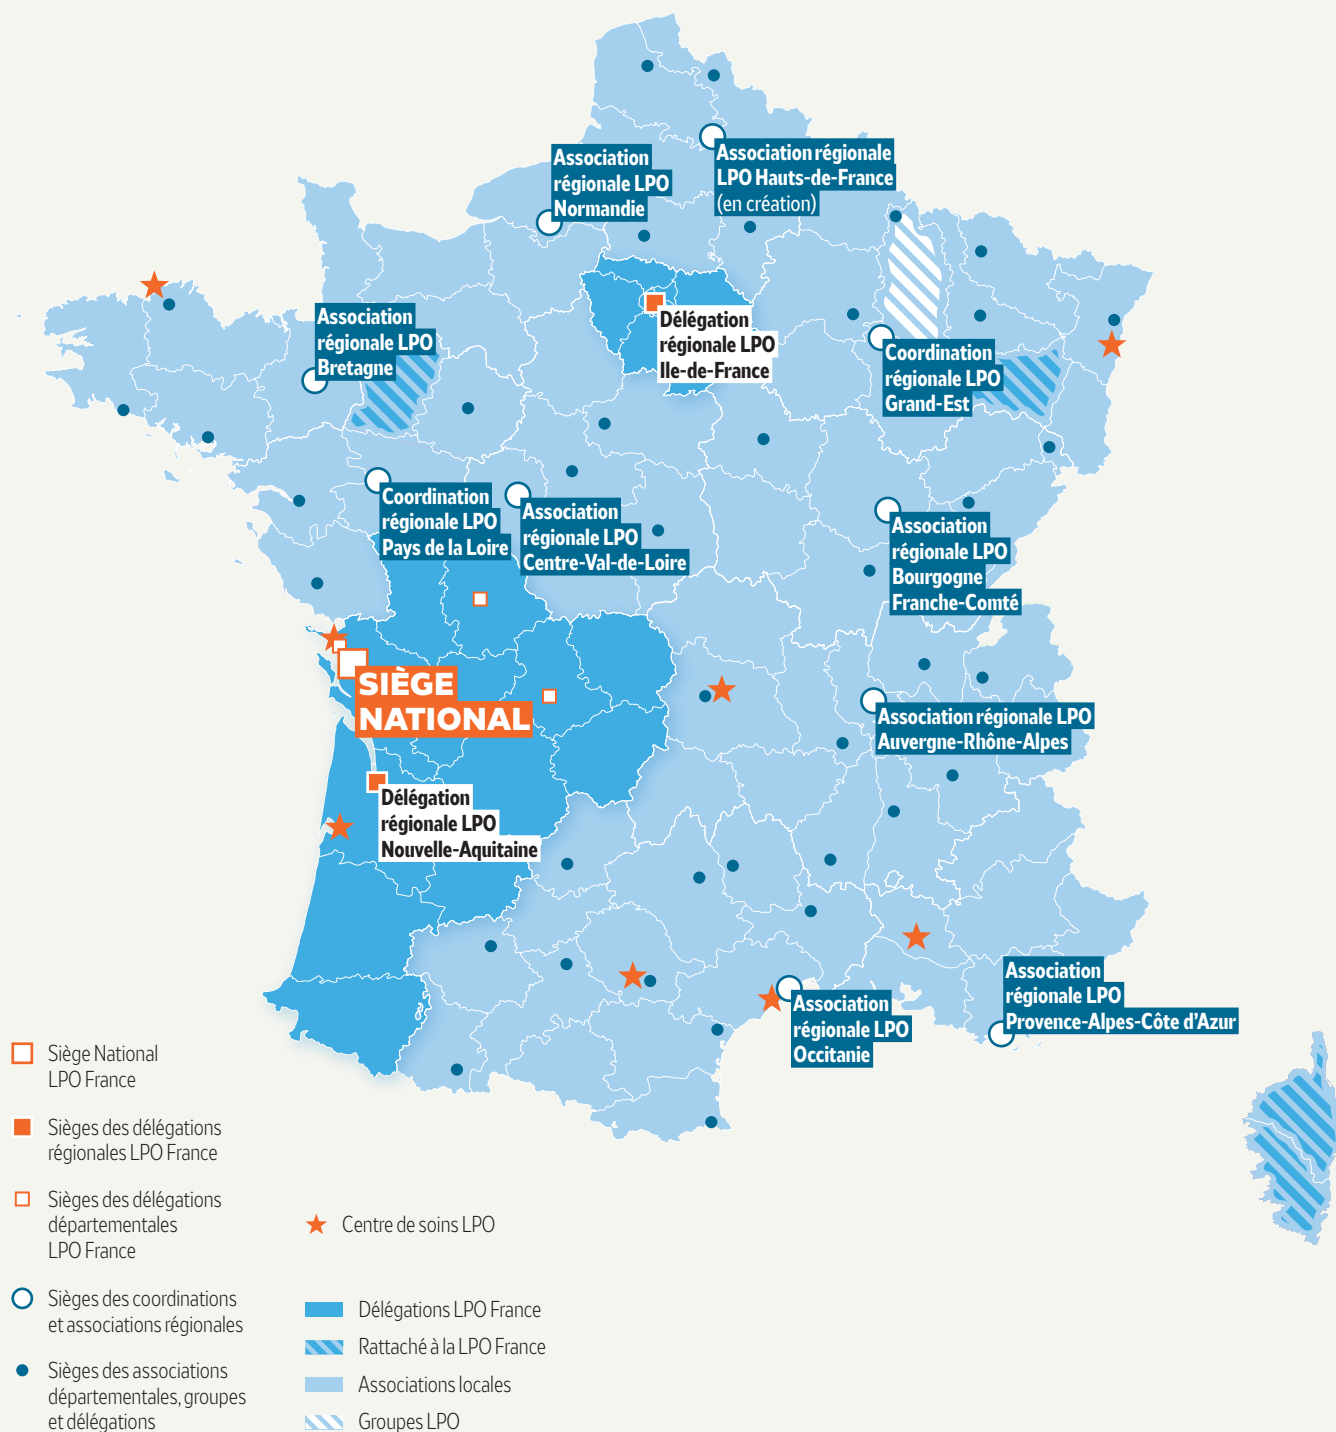 Association
régionale LPO
Normandie
Association régionale
LPO Hauts-de-France
(en création)
Association
régionale LPO
Bretagne
Délégation
régionale LPO
Ile-de-France
Coordination
régionale LPO
Grand-Est
Coordination
régionale LPO
Pays de la Loire
Association
régionale LPO
Centre-Val-de-Loire
Association
régionale LPO
Bourgogne
Franche-Comté
SIÈGE
NATIONAL
Association régionale LPO
Auvergne-Rhône-Alpes
Délégation
régionale LPO
Nouvelle-Aquitaine
Association
régionale LPO
Occitanie
Association
régionale LPO
Provence-Alpes-Côte d'Azur
Siège National
LPO France
Sièges des délégations
régionales LPO France
Sièges des délégations
départementales
LPO France
Sièges des coordinations
et associations régionales
Sièges des associations
départementales, groupes
et délégations
Centre de soins LPO
Délégations LPO France
Rattaché à la LPO France
Associations locales
Groupes LPO